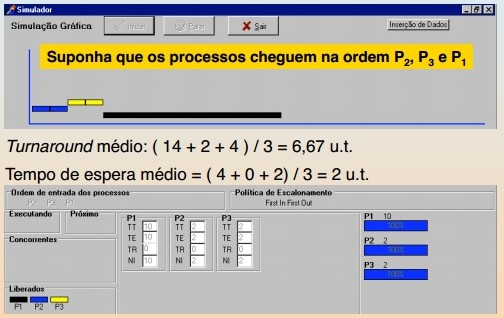 Simulador
Simulação Gráfica Iniciar Parar Sair Inserção de Dados
Suponha que os processos cheguem na ordem P2, P3 e P1
Turnaround médio: ( 14 + 2 + 4 ) / 3 = 6,67 u.t.
Tempo de espera médio = ( 4 + 0 + 2) / 3 = 2 u.t.
Ordem de entrada dos processos Política de Escalonamento
P2 P3 P1 First In First Out
Executando Próximo
P1 P2 P3
TT 10 TT 2 TT 2
TE 10 TE 2 TE 2
TR 0 TR 0 TR 0
NI 10 NI 2 NI 2
Concorrentes
Liberados
P1 P2 P3
P1 10
100%
P2 2
100%
P3 2
100%